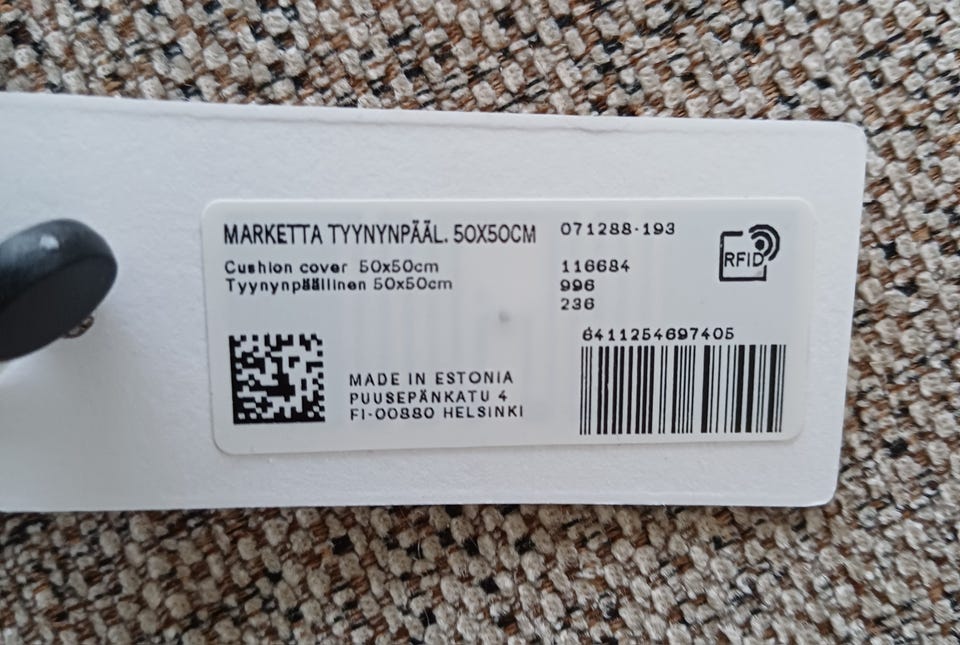 MARKETTA TYYNYNPÄÄL. 50X50CM
071288-193
RFID
Cushion cover 50x50cm
116684
Tyynynpäällinen 50x50cm
996
236
6411254697405
MADE IN ESTONIA
PUUSEPÄNKATU 4
FI-00880 HELSINKI